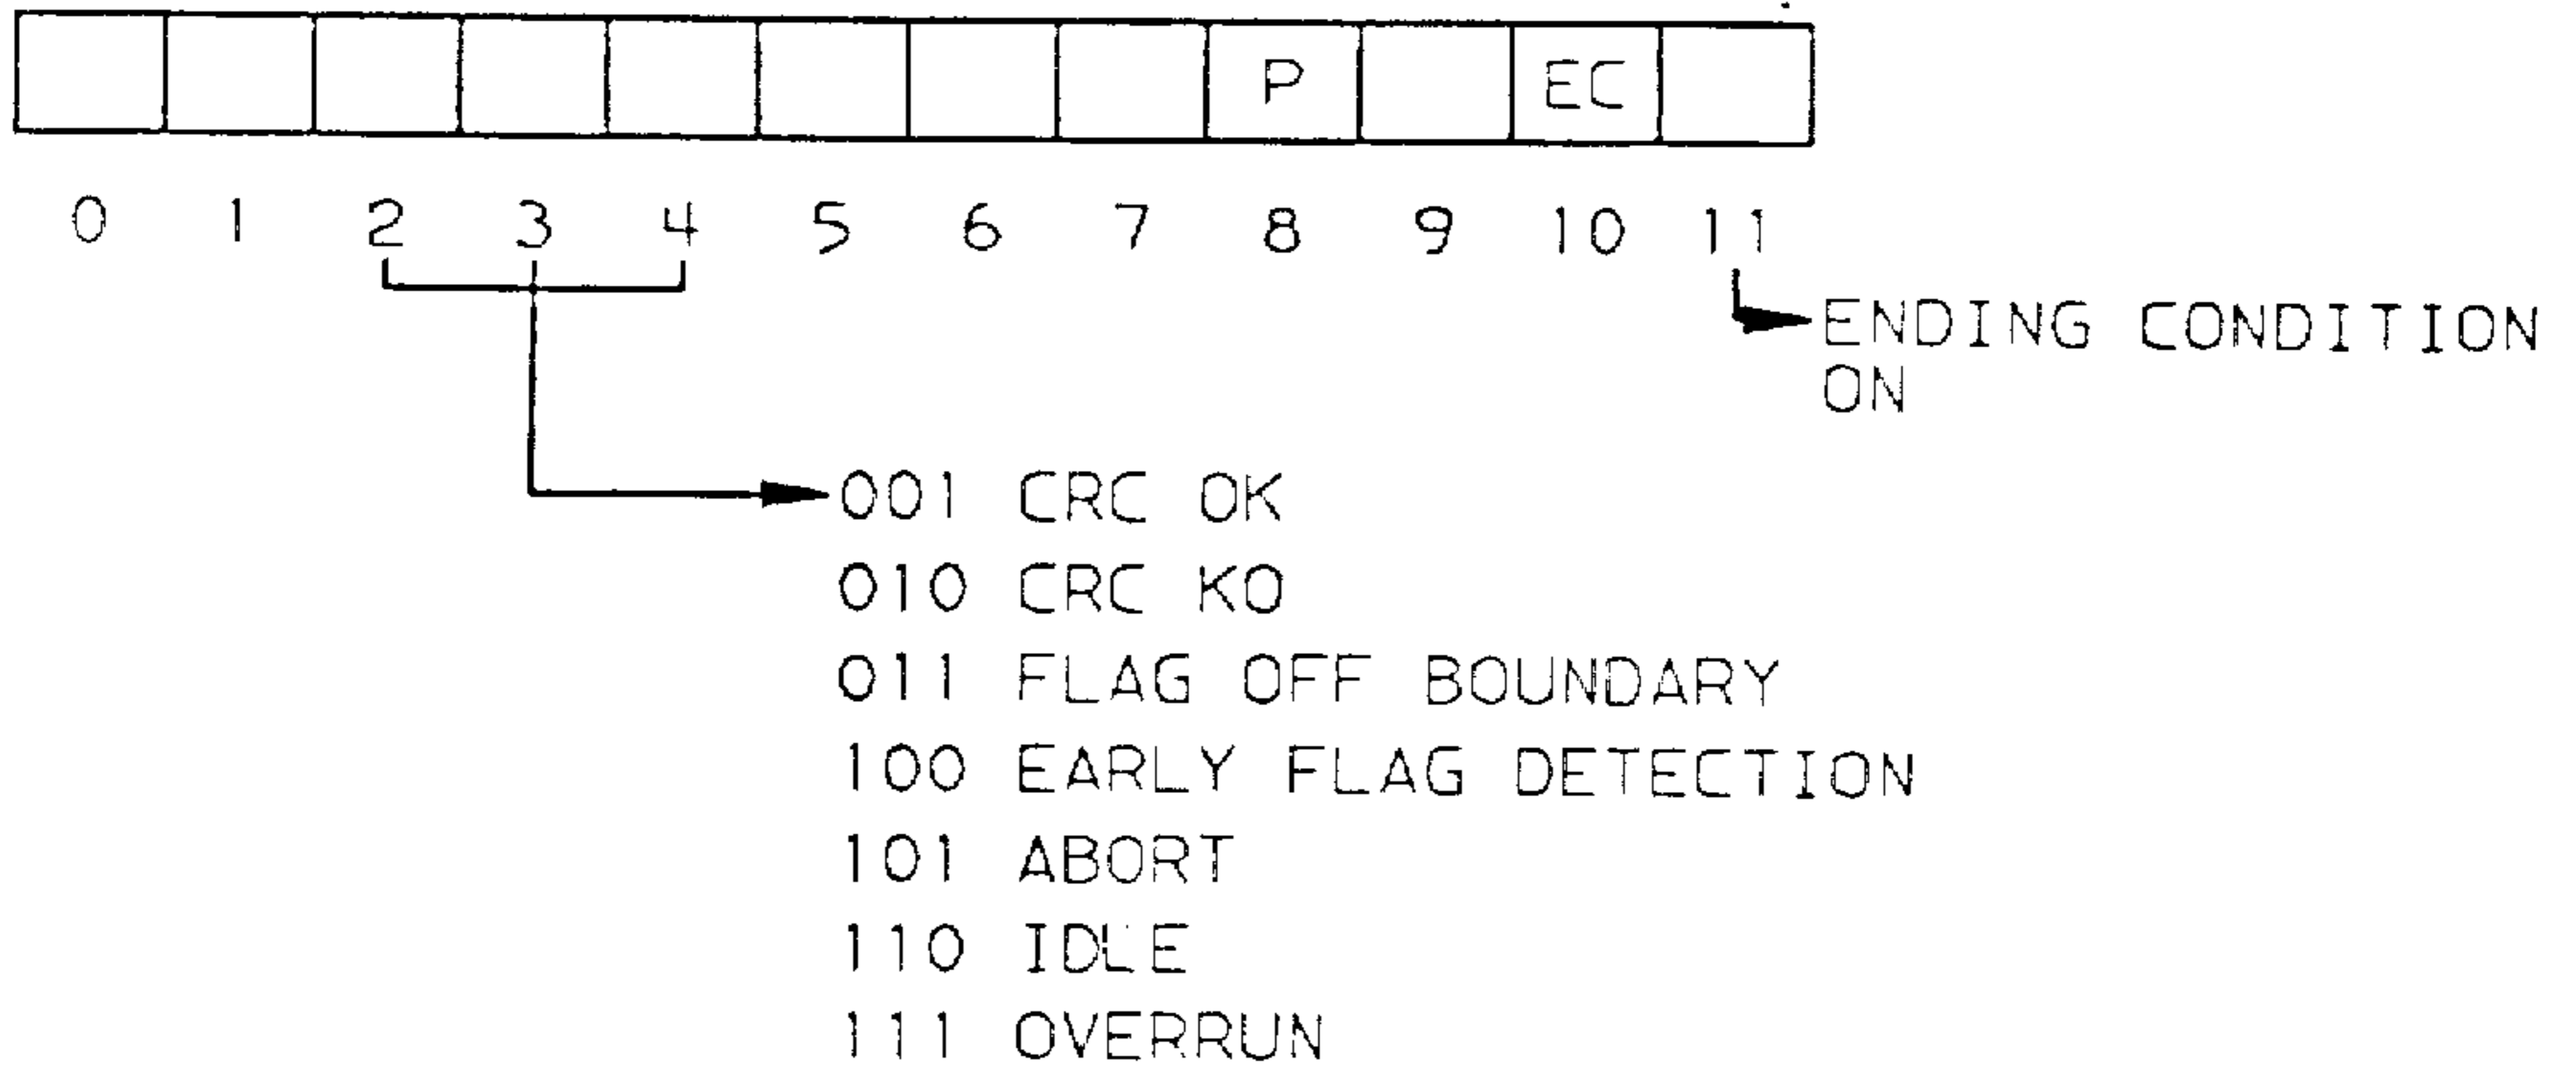 P EC
0 1 2 3 4 5 6 7 8 9 10 11
ENDING CONDITION
ON
001 CRC OK
010 CRC KO
011 FLAG OFF BOUNDARY
100 EARLY FLAG DETECTION
101 ABORT
110 IDLE
111 OVERRUN